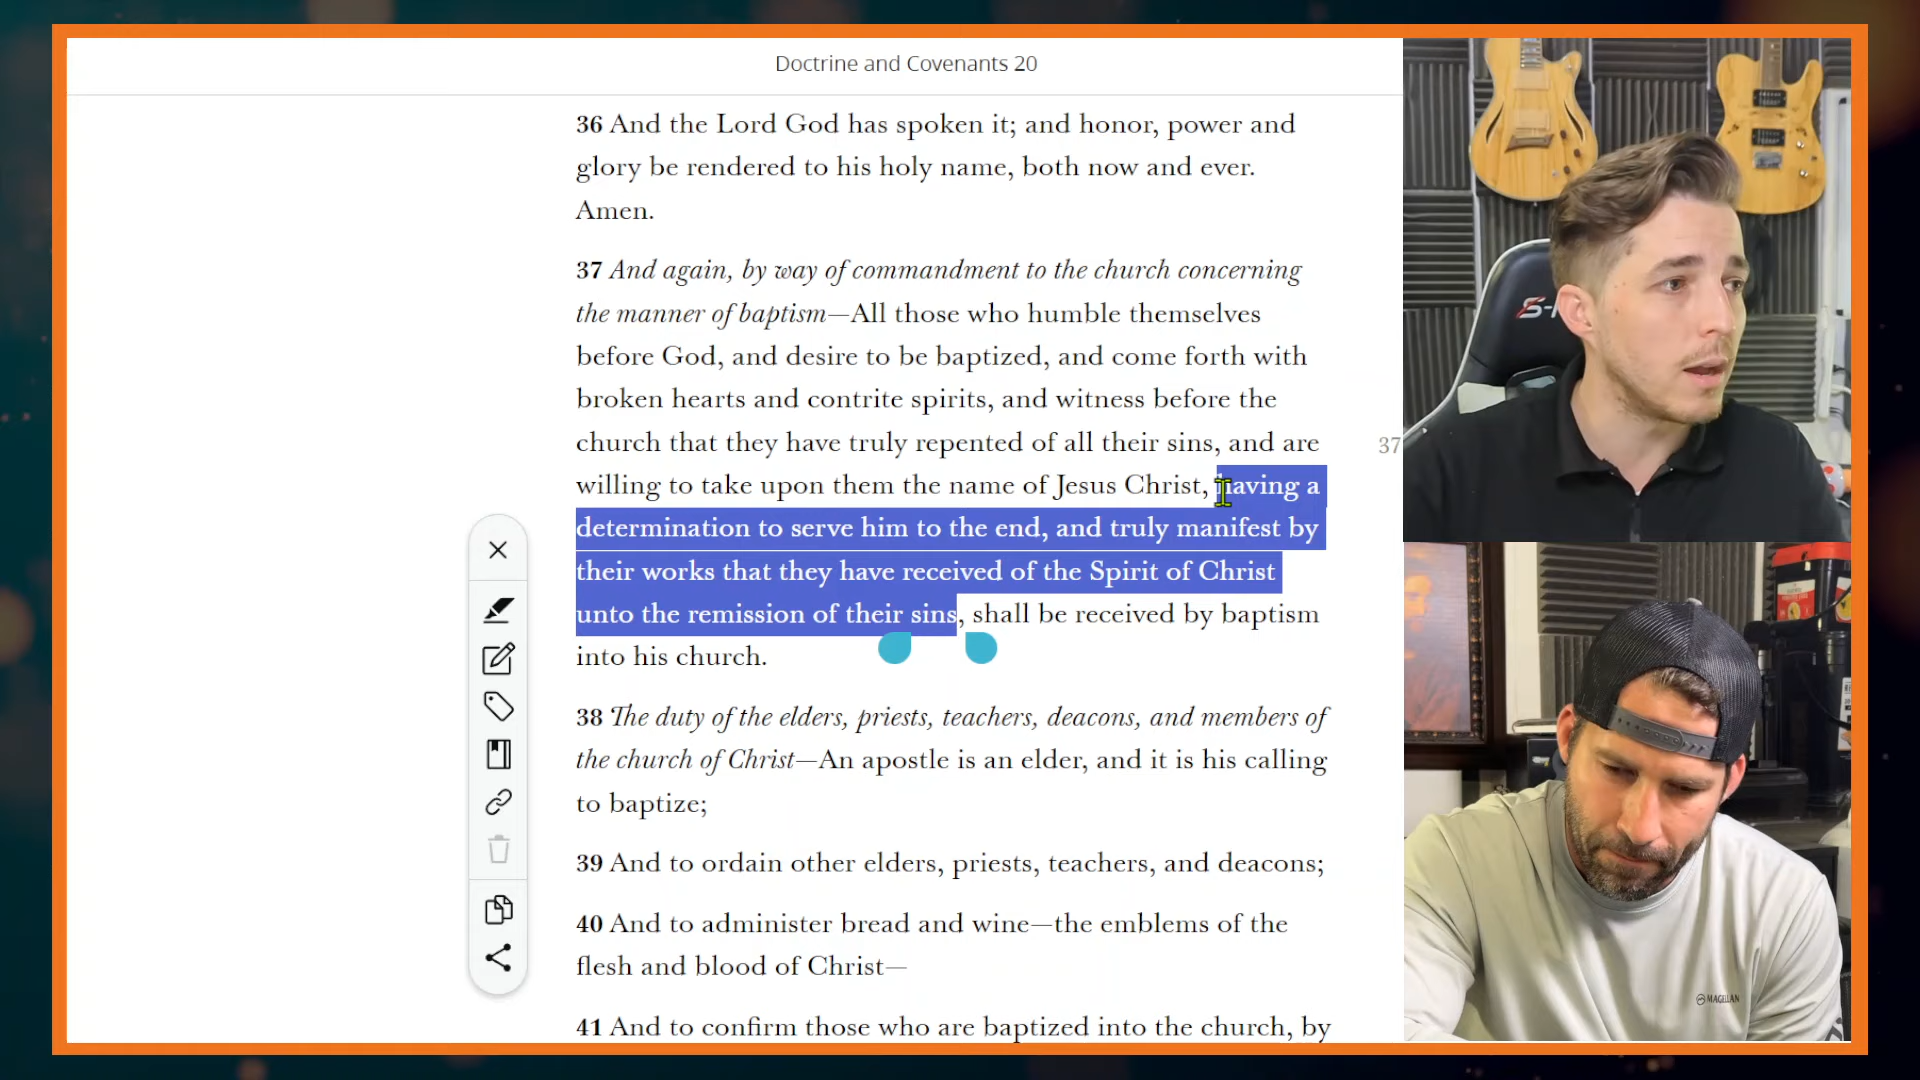 Doctrine and Covenants 20
36 And the Lord God has spoken it; and honor, power and
glory be rendered to his holy name, both now and ever.
Amen.
37 And again, by way of commandment to the church concerning
the manner of baptism—All those who humble themselves
before God, and desire to be baptized, and come forth with
broken hearts and contrite spirits, and witness before the
church that they have truly repented of all their sins, and are
willing to take upon them the name of Jesus Christ, having a
determination to serve him to the end, and truly manifest by
their works that they have received of the Spirit of Christ
unto the remission of their sins, shall be received by baptism
into his church.
37
38 The duty of the elders, priests, teachers, deacons, and members of
the church of Christ—An apostle is an elder, and it is his calling
to baptize;
39 And to ordain other elders, priests, teachers, and deacons;
40 And to administer bread and wine—the emblems of the
flesh and blood of Christ—
41 And to confirm those who are baptized into the church, by
MAGELLAN